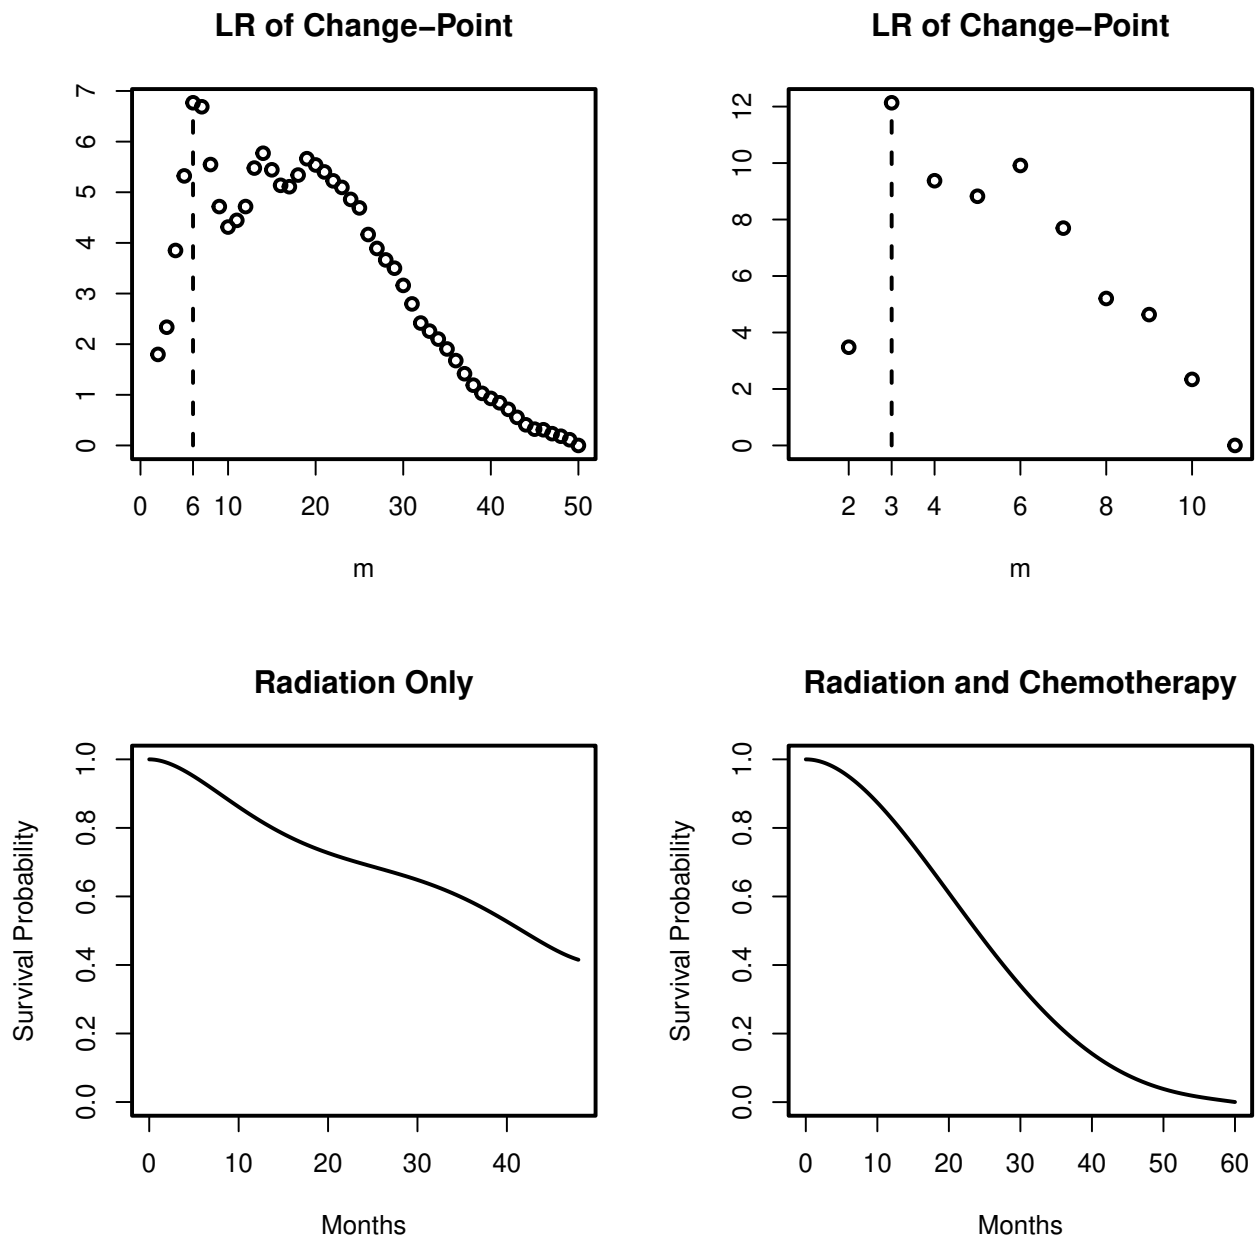 LR of Change−Point
7
6
5
4
3
2
1
0
0 6 10 20 30 40 50
m
LR of Change−Point
12
10
8
6
4
2
0
2 3 4 6 8 10
m
Radiation Only
Survival Probability
1.0
0.8
0.6
0.4
0.2
0.0
0 10 20 30 40
Months
Radiation and Chemotherapy
Survival Probability
1.0
0.8
0.6
0.4
0.2
0.0
0 10 20 30 40 50 60
Months